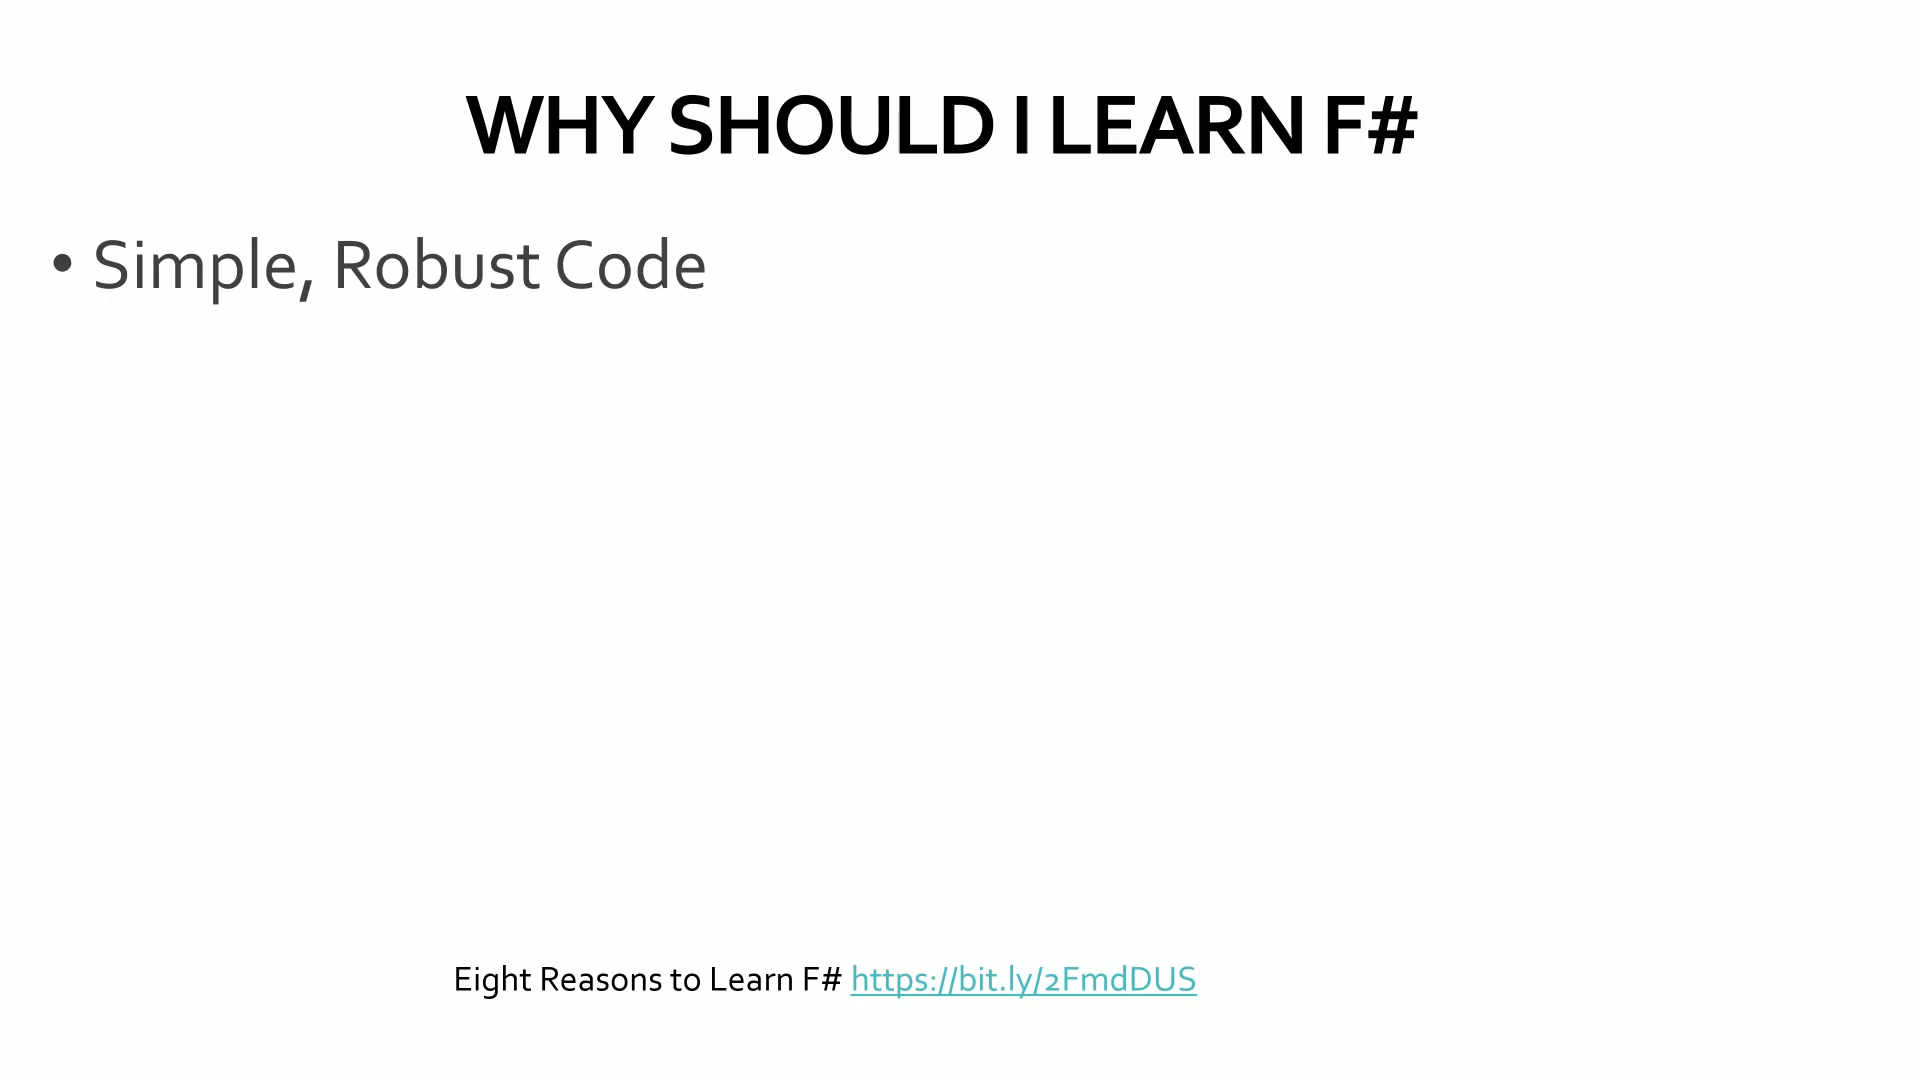 WHY SHOULD I LEARN F#
• Simple, Robust Code
Eight Reasons to Learn F# https://bit.ly/2FmdDUS